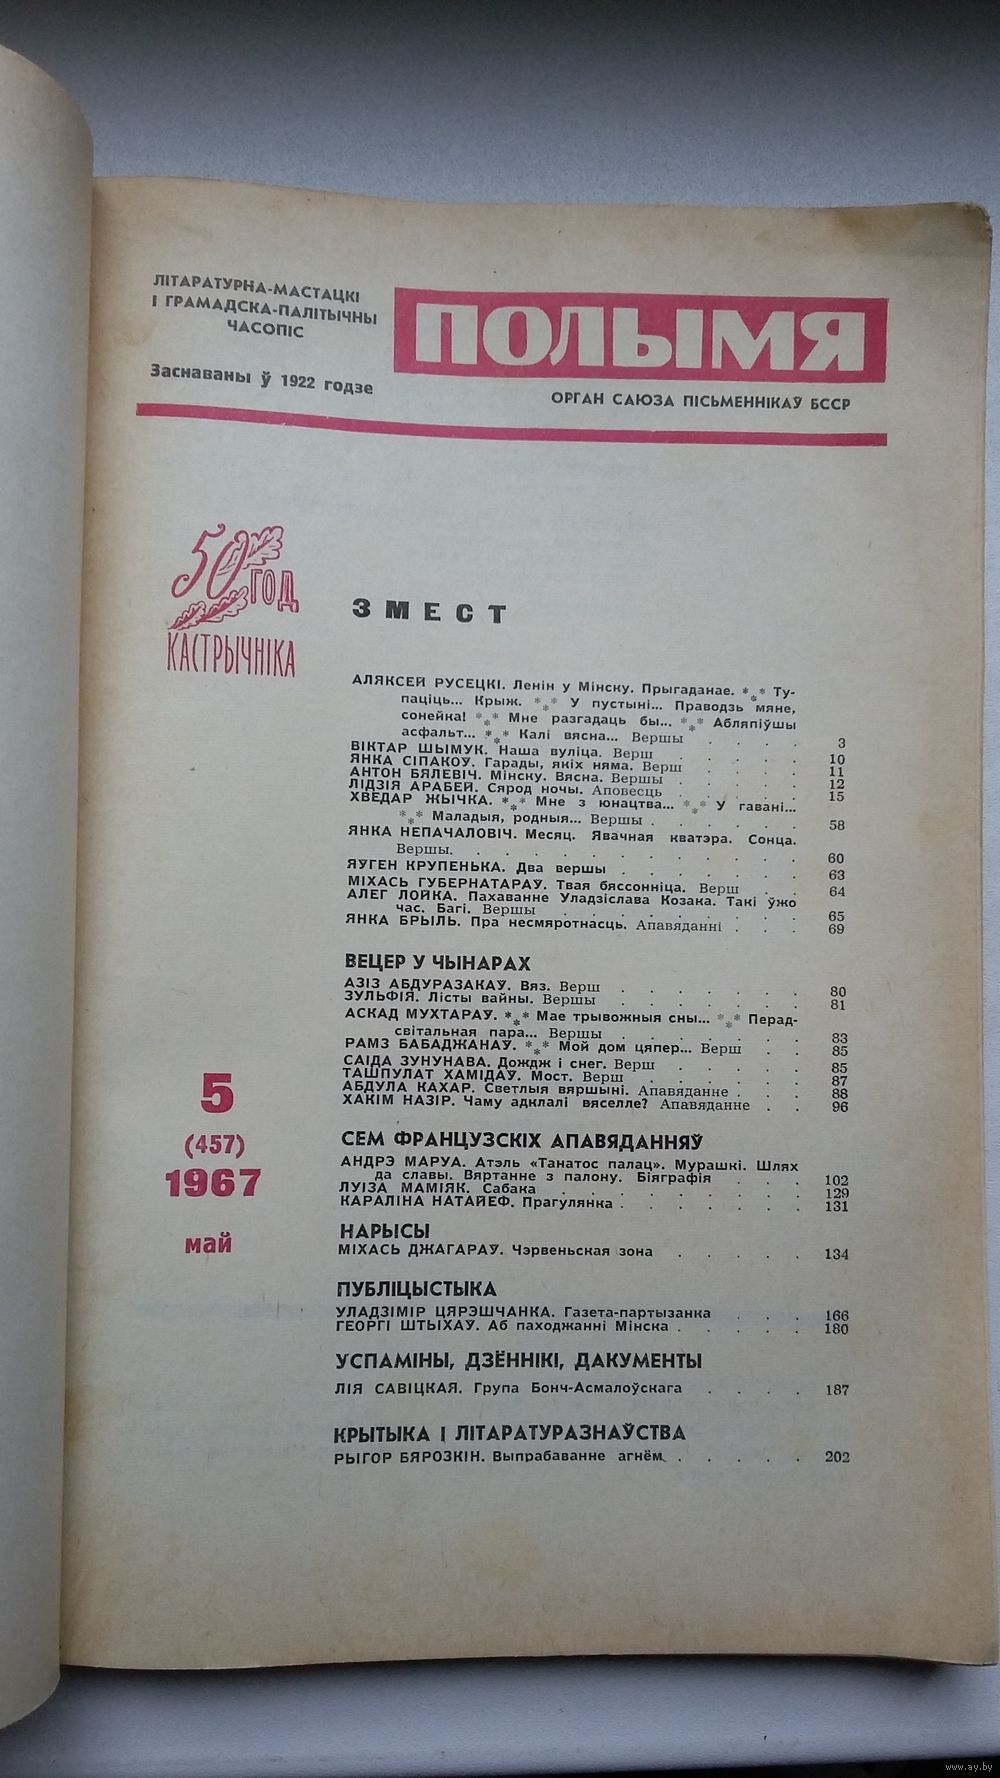 ЛІТАРАТУРНА-МАСТАЦКІ
І ГРАМАДСКА-ПАЛІТЫЧНЫ
ЧАСОПІС
Заснаваны ў 1922 годзе
ПОЛЫМЯ
ОРГАН САЮЗА ПІСЬМЕННІКАЎ БССР
50
ГОД
КАСТРЫЧНІКА
ЗМЕСТ
АЛЯКСЕЙ РУСЕЦКІ. Ленін у Мінску. Прыгаданае. *** Ту-
паціць... Крыж. *** У пустыні... Праводзь мяне,
сонейка! *** Мне разгадаць бы... *** Абляпіўшы
асфальт... *** Калі вясна... Вершы . . . . 3
ВІКТАР ШЫМУК. Наша вуліца. Верш . . . . . 10
ЯНКА СІПАКОЎ. Гарады, якіх няма. Верш . . . . 11
АНТОН БЯЛЕВІЧ. Мінску. Вясна. Вершы . . . . . 12
ЛІДЗІЯ АРАБЕЙ. Сярод ночы. Аповесць . . . . . 15
ХВЕДАР ЖЫЧКА. *** Мне з юнацтва... *** У гавані...
*** Маладыя, родныя... Вершы . . . . . . 58
ЯНКА НЕПАЧАЛОВІЧ. Месяц. Явачная кватэра. Сонца.
Вершы. . . . . . . . . . . . . 60
ЯУГЕН КРУПЕНЬКА. Два вершы . . . . . . . 63
МІХАСЬ ГУБЕРНАТАРАЎ. Твая бяссонніца. Верш . . 64
АЛЕГ ЛОЙКА. Пахаванне Уладзіслава Козака. Такі ўжо
час. Багі. Вершы . . . . . . . . . 65
ЯНКА БРЫЛЬ. Пра несмяротнасць. Апавяданні . . . 69
ВЕЦЕР У ЧЫНАРАХ
АЗІЗ АБДУРАЗАКАЎ. Вяз. Верш . . . . . . . 80
ЗУЛЬФІЯ. Лісты вайны. Вершы . . . . . . . 81
АСКАД МУХТАРАЎ. *** Мае трывожныя сны... *** Перад-
світальная пара... Вершы . . . . . . . 83
РАМЗ БАБАДЖАНАЎ. *** Мой дом цяпер... Верш . . 85
САІДА ЗУНУНАВА. Дождж і снег. Верш . . . . . 85
ТАШПУЛАТ ХАМІДАЎ. Мост. Верш . . . . . . 87
АБДУЛА КАХАР. Светлыя вяршыні. Апавяданне . . . 88
ХАКІМ НАЗІР. Чаму адклалі вяселле? Апавяданне . . 96
СЕМ ФРАНЦУЗСКІХ АПАВЯДАННЯЎ
АНДРЭ МАРУА. Атэль «Танатос палац». Мурашкі. Шлях
да славы. Вяртанне з палону. Біяграфія . . . 102
ЛУІЗА МАМІЯК. Сабака . . . . . . . . . 129
КАРАЛІНА НАТАЙЕФ. Прагулянка . . . . . . . 131
НАРЫСЫ
МІХАСЬ ДЖАГАРАЎ. Чэрвеньская зона . . . . . 134
ПУБЛІЦЫСТЫКА
УЛАДЗІМІР ЦЯРЭШЧАНКА. Газета-партызанка . . . 166
ГЕОРГІ ШТЫХАЎ. Аб паходжанні Мінска . . . . . 180
УСПАМІНЫ, ДЗЁННІКІ, ДАКУМЕНТЫ
ЛІЯ САВІЦКАЯ. Група Бонч-Асмалоўскага . . . . 187
КРЫТЫКА І ЛІТАРАТУРАЗНАЎСТВА
РЫГОР БЯРОЗКІН. Выпрабаванне агнём . . . . . 202
5
(457)
1967
май
www.ay.by